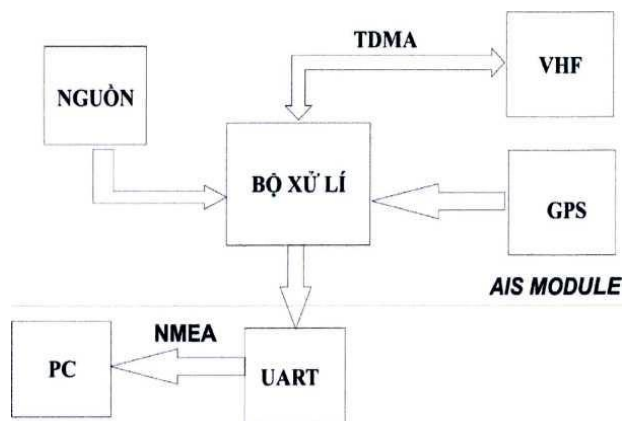 TDMA
VHF
NGUỒN
BỘ XỬ LÍ
GPS
AIS MODULE
NMEA
PC
UART